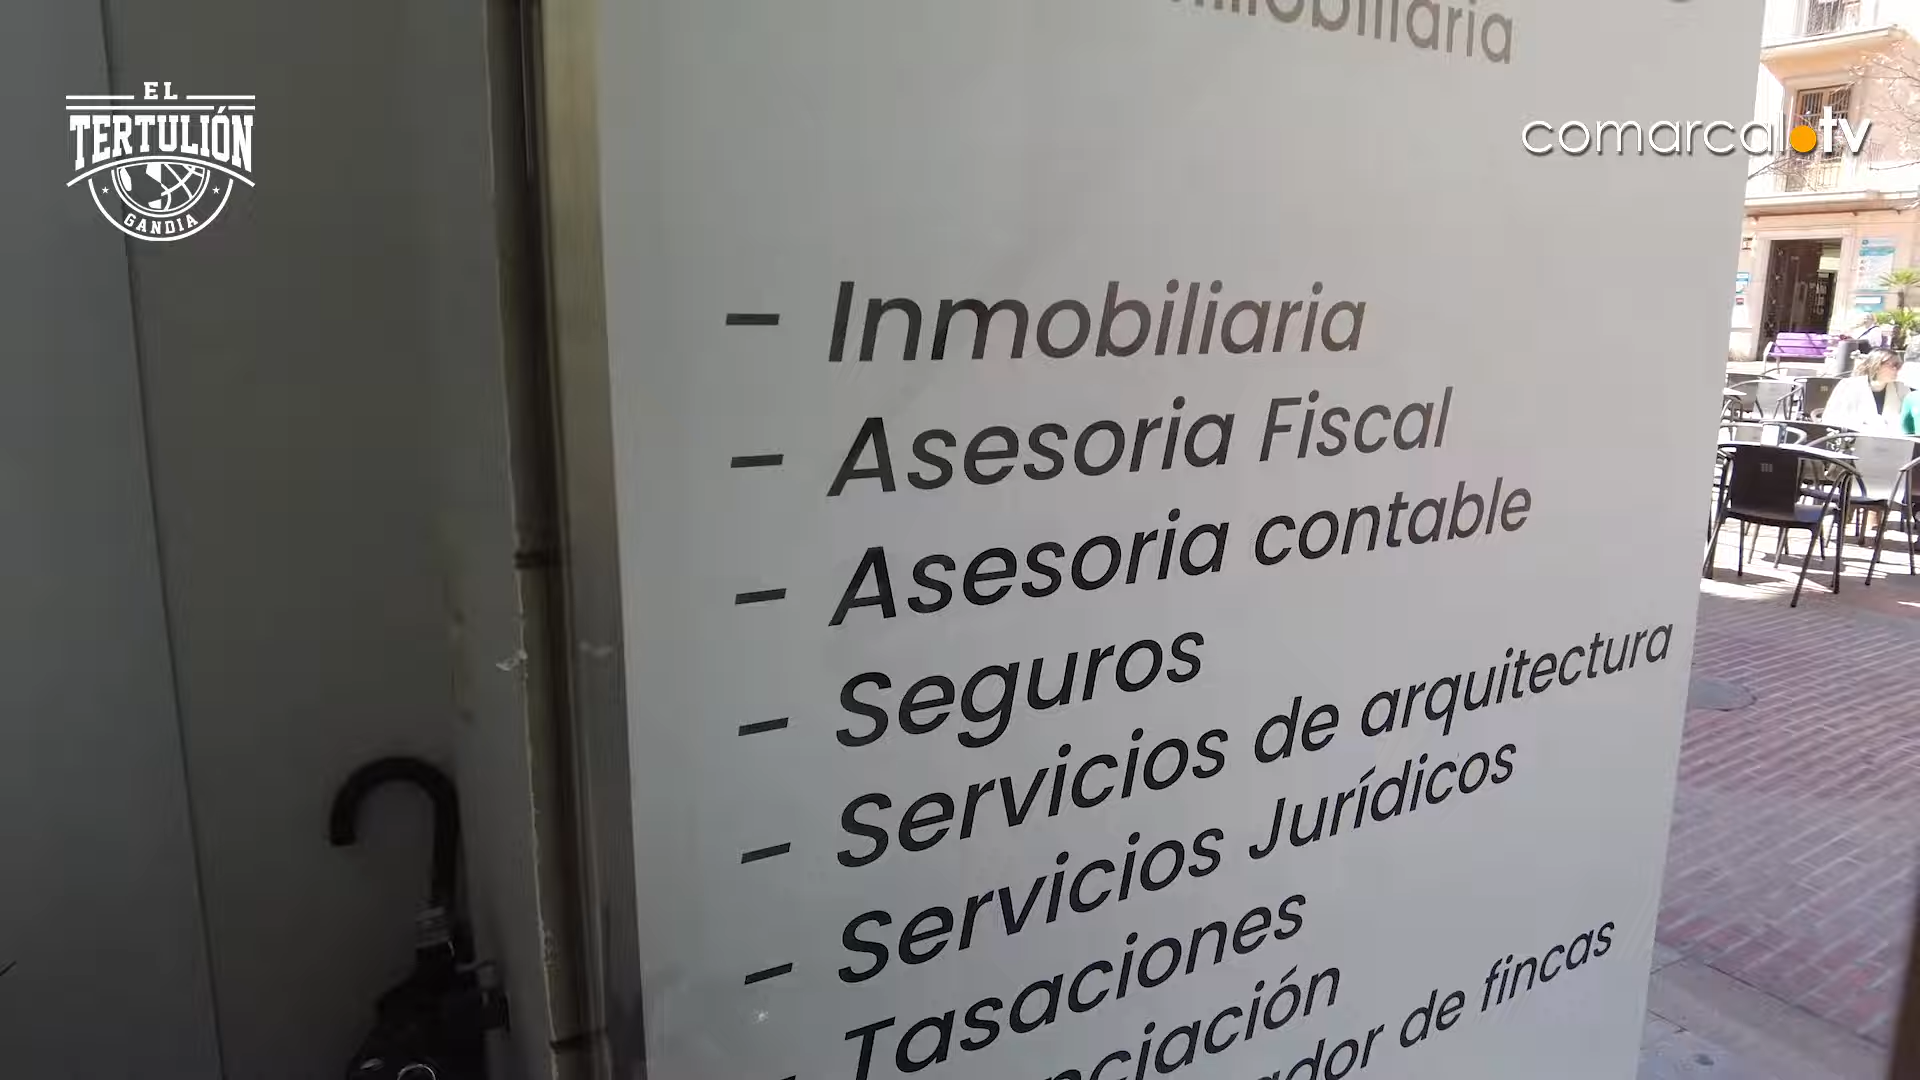 EL
TERTULIÓN
GANDIA
comarcal.tv
- Inmobiliaria
- Asesoria Fiscal
- Asesoria contable
- Seguros
- Servicios de arquitectura
- Servicios Jurídicos
- Tasaciones
de fincas